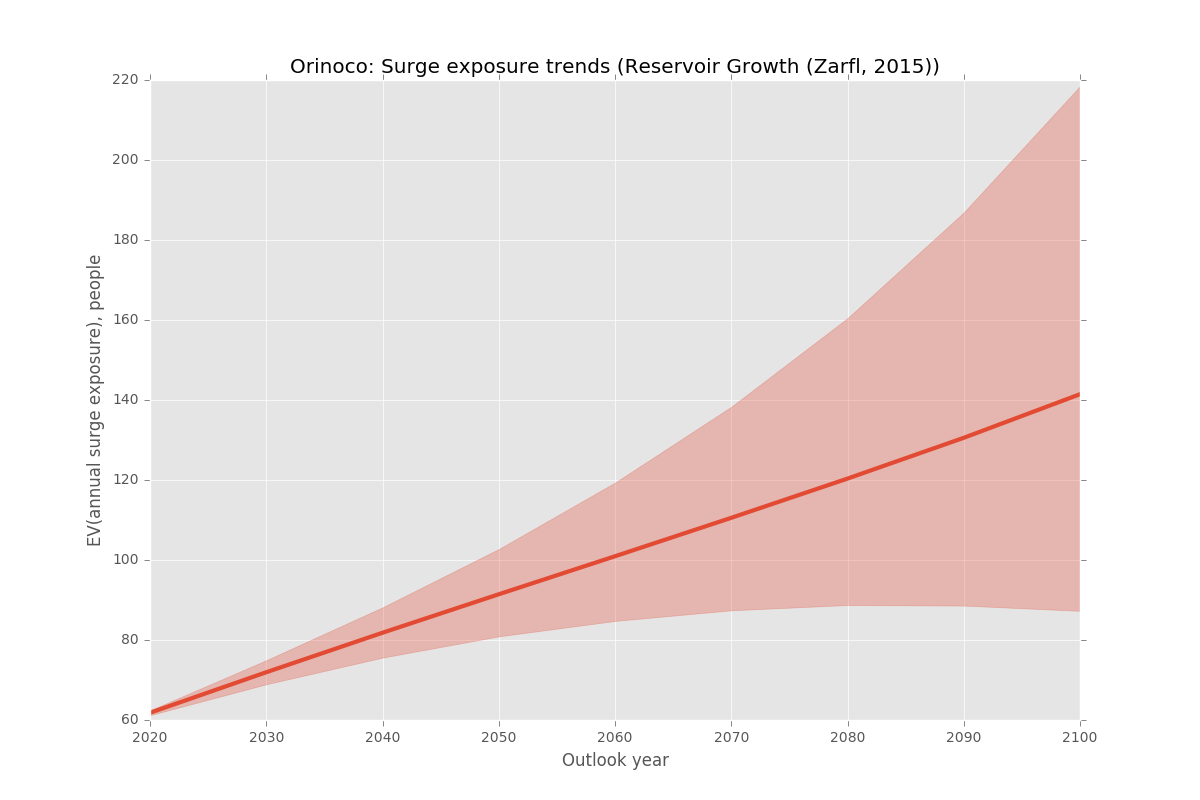 Orinoco: Surge exposure trends (Reservoir Growth (Zarfl, 2015))
220
200
180
160
140
120
100
80
60
EV(annual surge exposure), people
2020 2030 2040 2050 2060 2070 2080 2090 2100
Outlook year